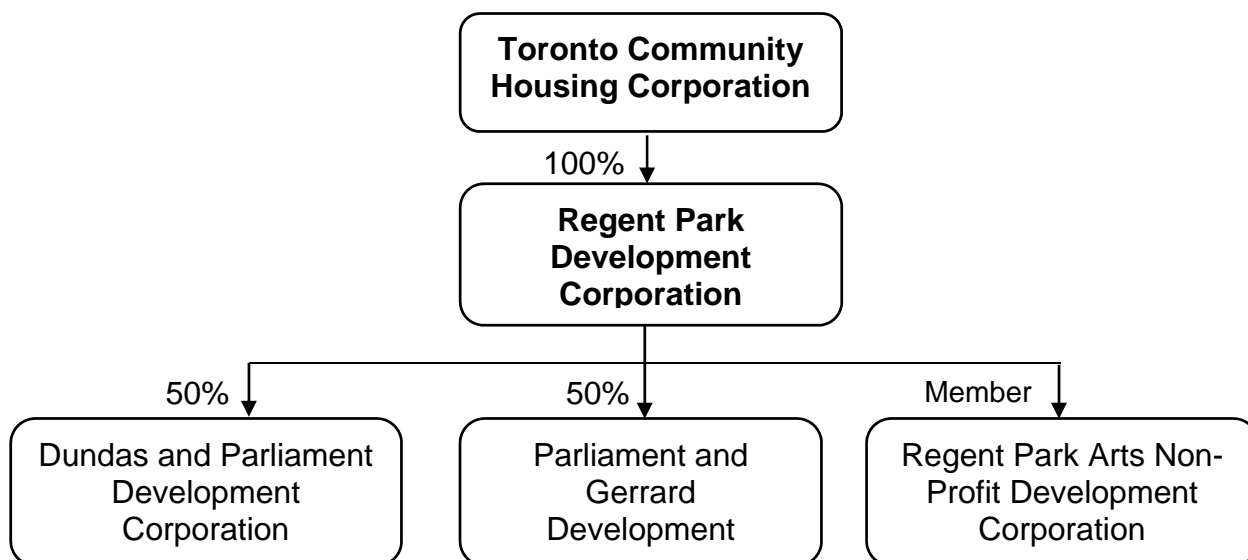 Toronto Community
Housing Corporation
100%
Regent Park
Development
Corporation
50%
50%
Member
Dundas and Parliament
Development
Corporation
Parliament and
Gerrard
Development
Regent Park Arts Non-
Profit Development
Corporation